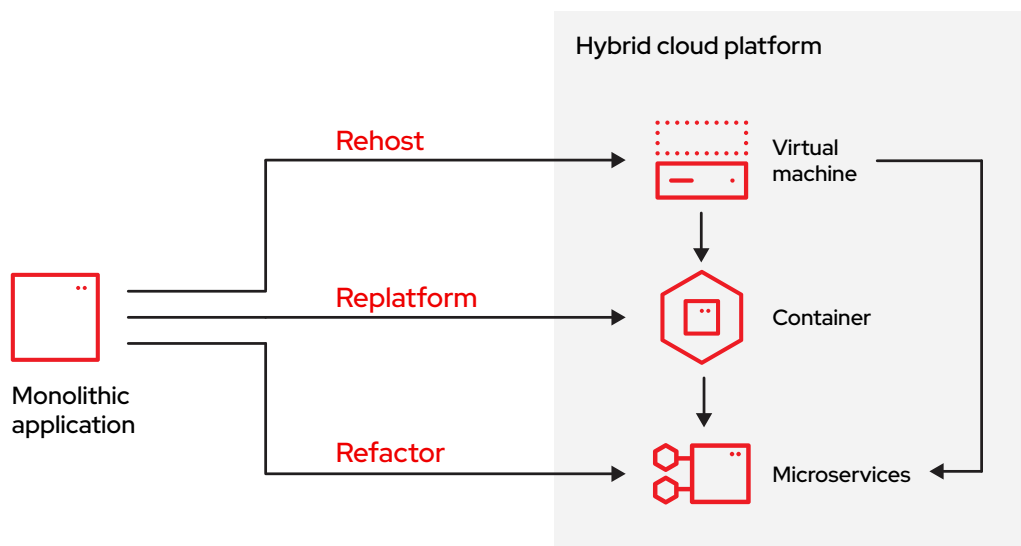 Hybrid cloud platform
Rehost
Virtual
machine
Replatform
Container
Monolithic
application
Refactor
Microservices